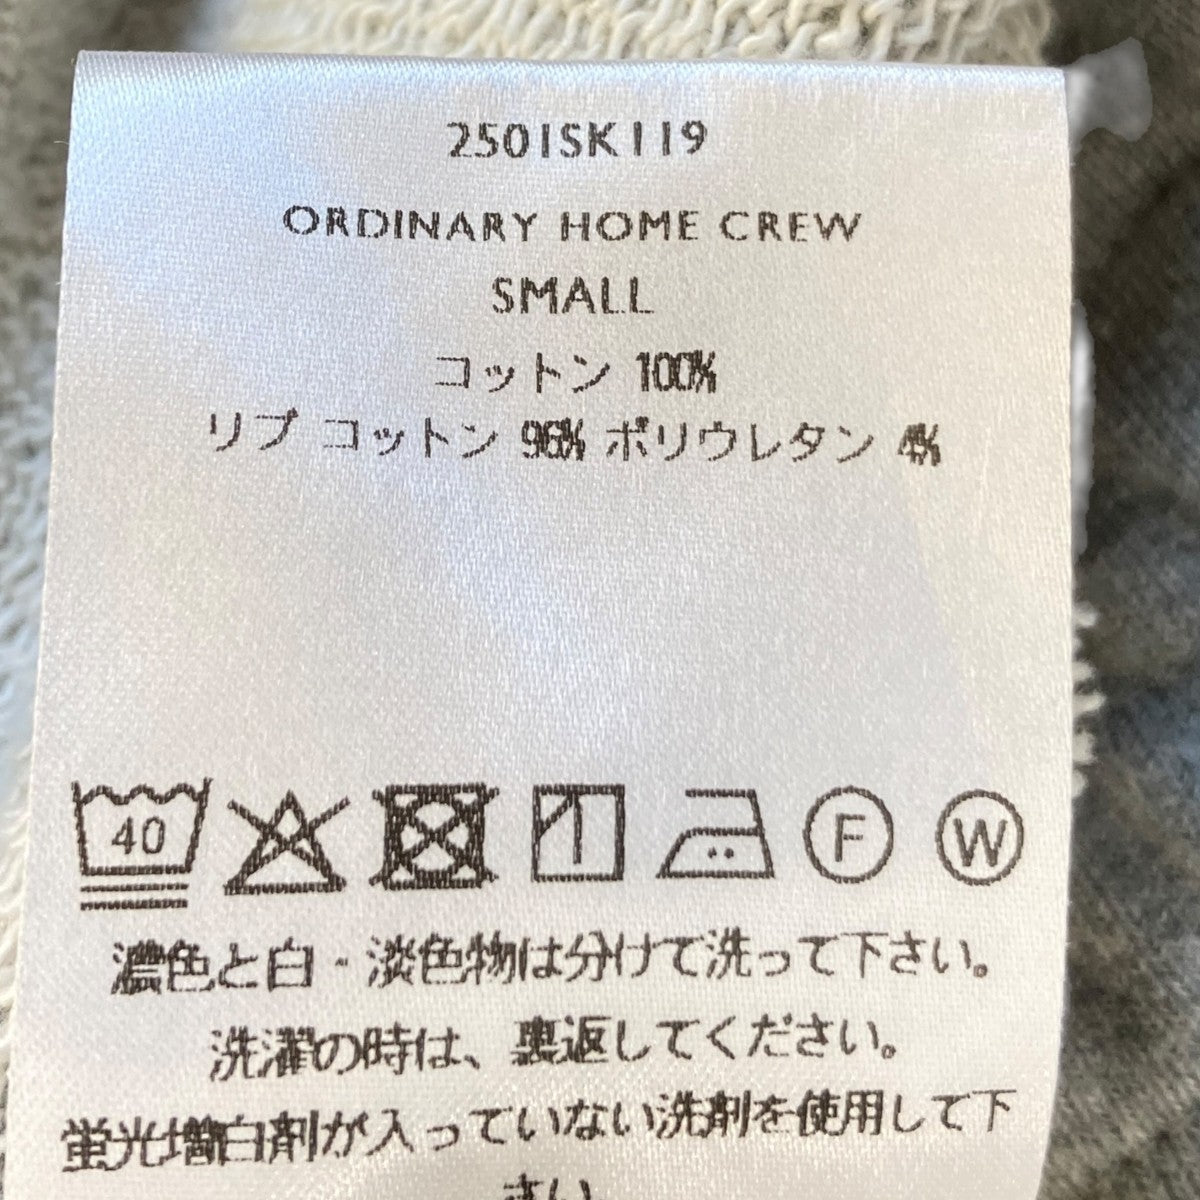 2501SK119
ORDINARY HOME CREW
SMALL
コットン 100%
リブ コットン 96% ポリウレタン 4%
40 F W
濃色と白・淡色物は分けて洗って下さい。
洗濯の時は、裏返してください。
蛍光増白剤が入っていない洗剤を使用して下
さい